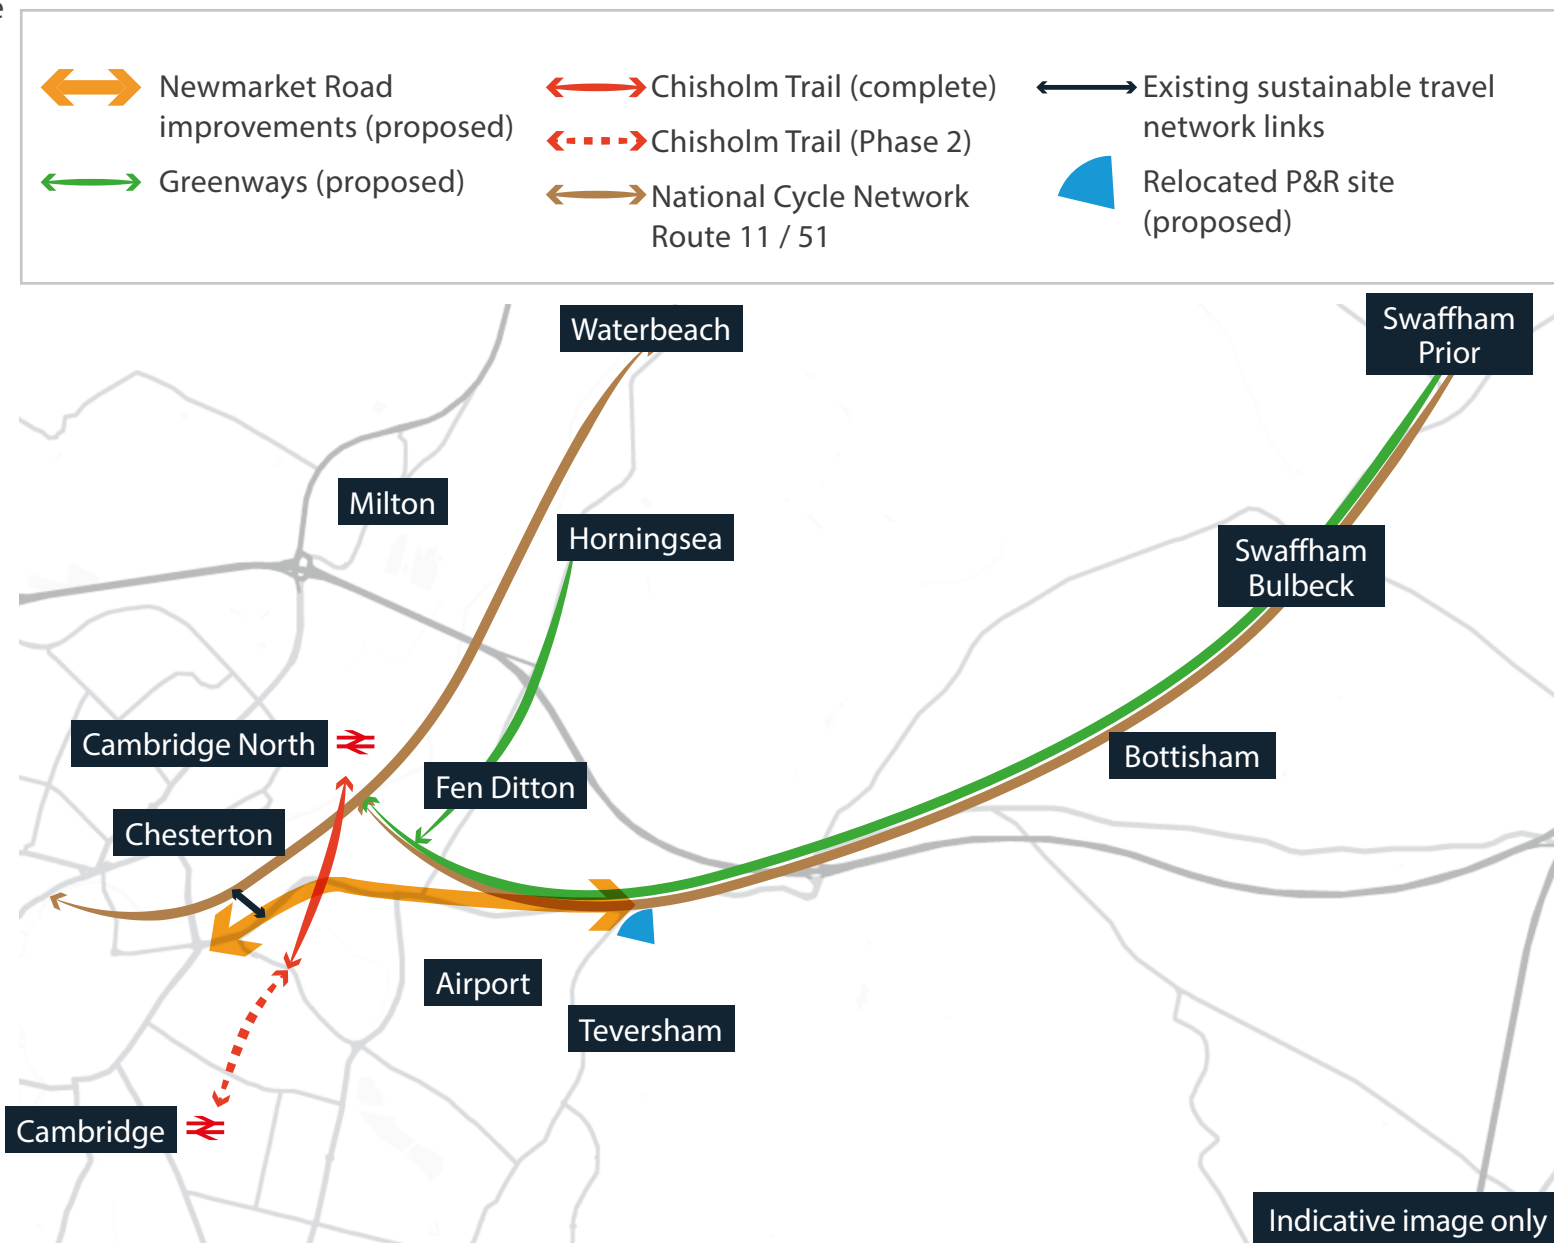 e
Newmarket Road
improvements (proposed)
Greenways (proposed)
Chisholm Trail (complete)
Chisholm Trail (Phase 2)
National Cycle Network
Route 11 / 51
Existing sustainable travel
network links
Relocated P&R site
(proposed)
Waterbeach
Swaffham
Prior
Milton
Horningsea
Swaffham
Bulbeck
Cambridge North
Bottisham
Fen Ditton
Chesterton
Airport
Teversham
Cambridge
Indicative image only